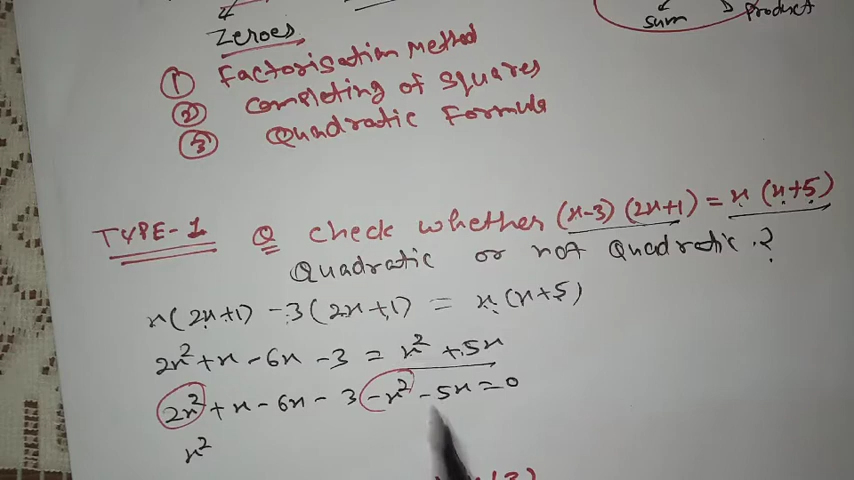 Zeroes
sum product
① Factorisation Method
② completing of squares
③ Quadratic Formula
TYPE-1 Q check whether (x-3) (2x+1) = x (x+5)
Quadratic or not Quadratic ?
x(2x+1) - 3(2x+1) = x(x+5)
2x² + x - 6x - 3 = x² + 5x
2x² + x - 6x - 3 - x² - 5x = 0
x²